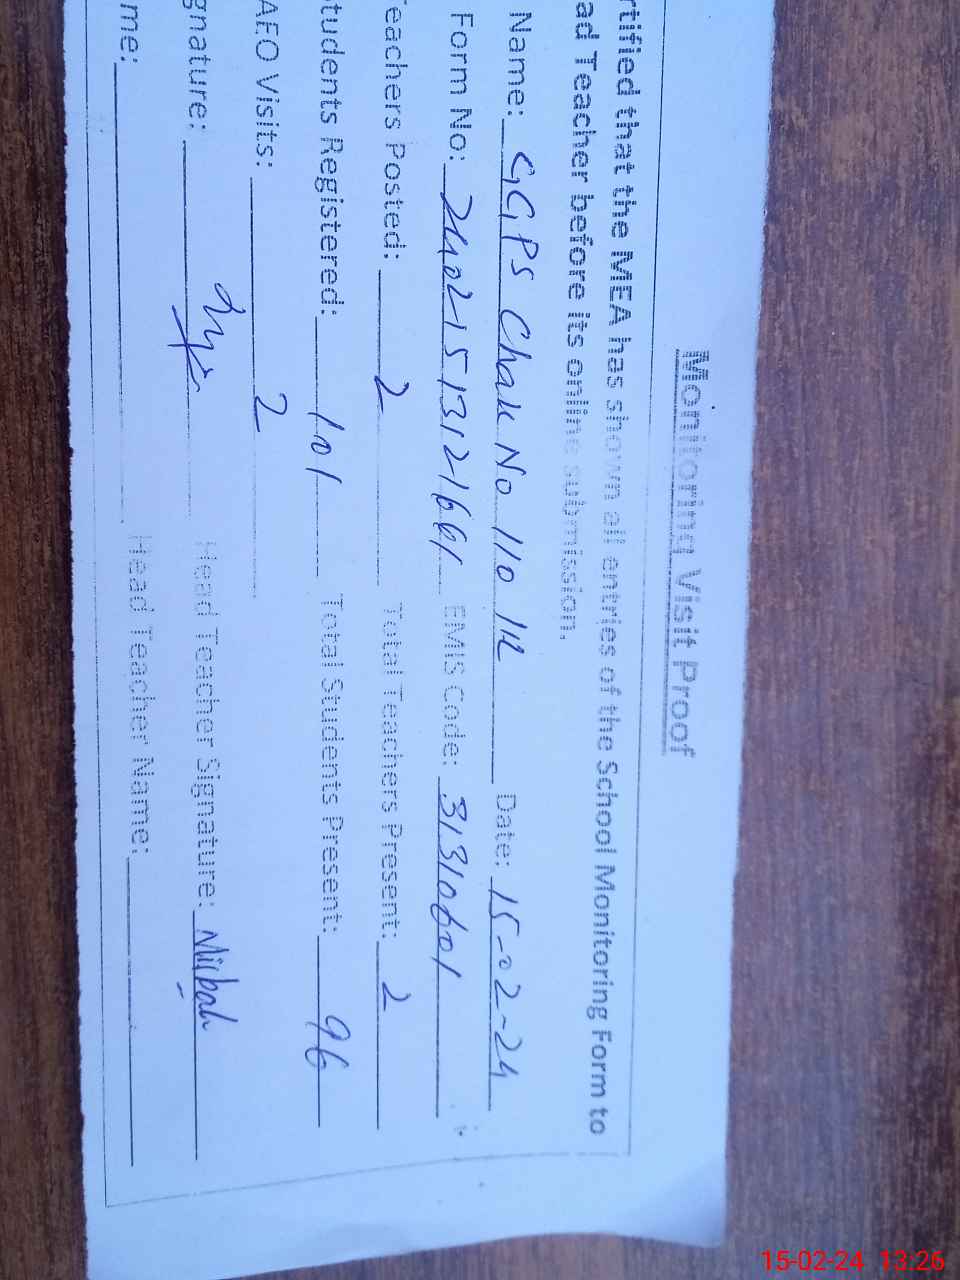 Monitoring Visit Proof
rtified that the MEA has shown all entries of the School Monitoring Form to
ad Teacher before its online submission.
Name: GGPS Chak No 110 Date: 15-02-24
Form No: EMIS Code: 31310601
Teachers Posted: 2 Total Teachers Present: 2
tudents Registered: 101 Total Students Present: 96
AEO Visits: 2
gnature: Head Teacher Signature: Misbah
me: Head Teacher Name:
15-02-24 13:26